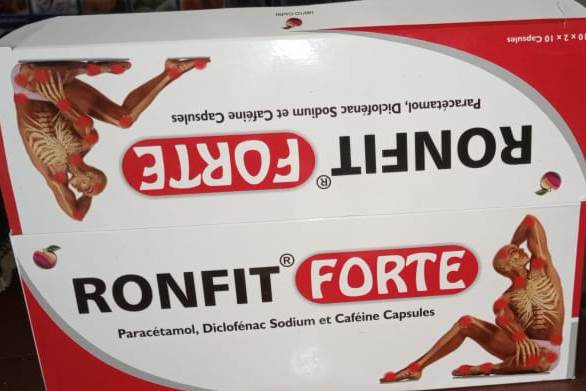 10 x 2 x 10 Capsules
Paracétamol, Diclofénac Sodium et Caféine Capsules
RONFIT® FORTE
RONFIT® FORTE
Paracétamol, Diclofénac Sodium et Caféine Capsules